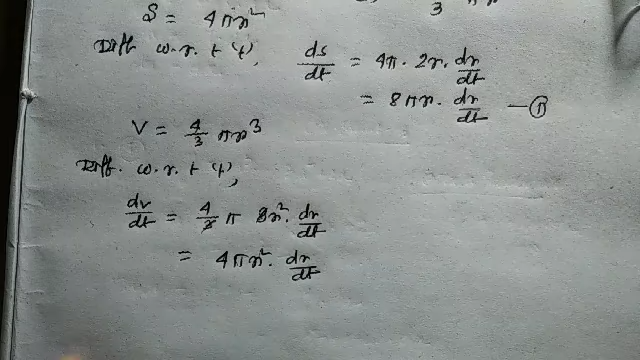 S = 4πr²
Diff. w.r. t (t), ds/dt = 4π. 2r. dr/dt
= 8πr. dr/dt —(ii)
V = 4/3 πr³
Diff. w.r. t (t),
dv/dt = 4/3 π 3r². dr/dt
= 4πr². dr/dt